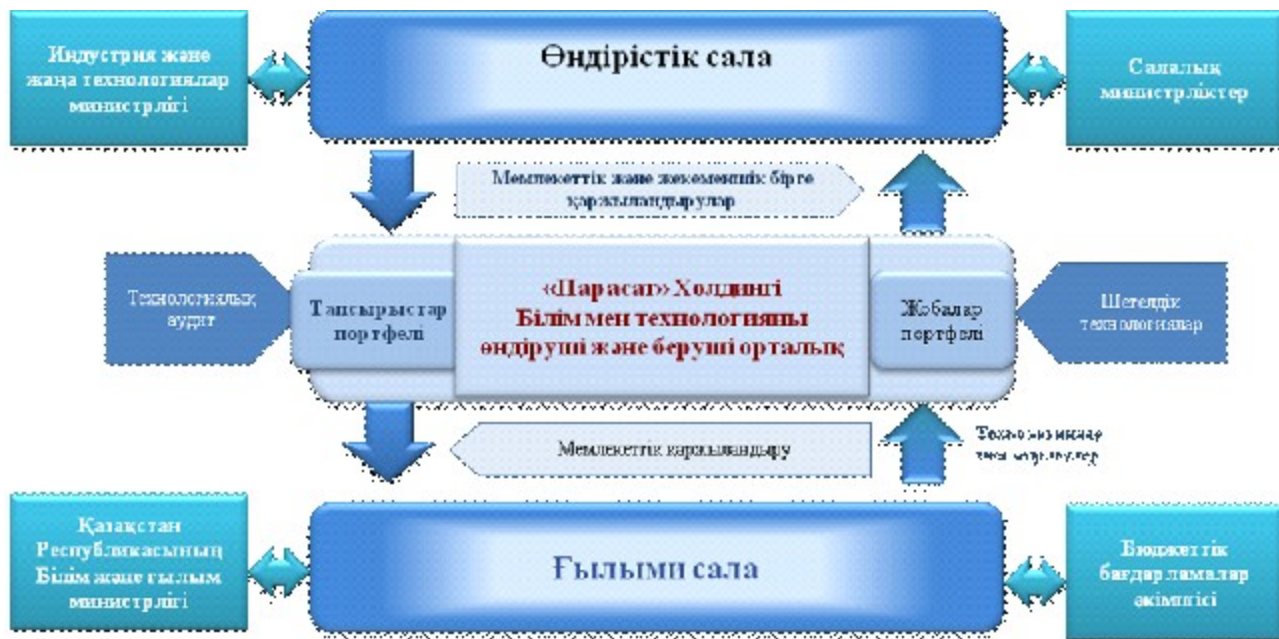 Индустрия және
жаңа технологиялар
министрлігі
Өндірістік сала
Салалық
министрліктер
Мемлекеттік және жекеменшік бірге
қаржыландырулар
Технологиялық
аудит
Тапсырыстар
портфелі
«Парасат» Холдингі
Білім мен технологияны
өндіруші және беруші орталық
Жобалар
портфелі
Шетелдік
технологиялар
Мемлекеттік қаржыландыру
Қазақстан
Республикасының
Білім және ғылым
министрлігі
Ғылыми сала
Бюджеттік
бағдарламалар
әкімгісі